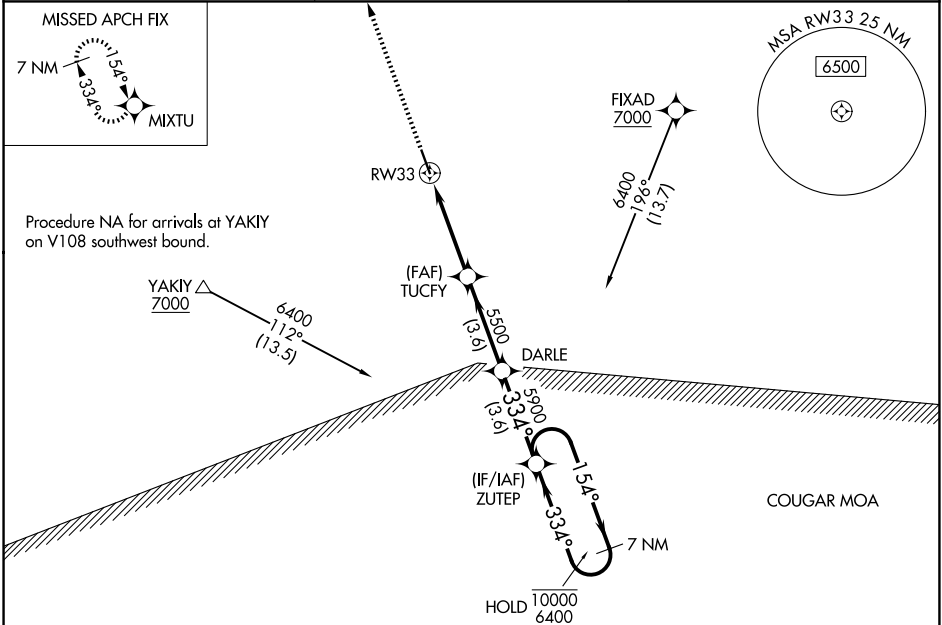 MISSED APCH FIX
7 NM
154°
334°
MIXTU
MSA RW33 25 NM
6500
FIXAD
7000
6400
196°
(13.7)
RW33
Procedure NA for arrivals at YAKIY
on V108 southwest bound.
YAKIY
7000
6400
112°
(13.5)
(FAF)
TUCFY
5500
(3.6)
DARLE
5900
334°
(3.6)
(IF/IAF)
ZUTEP
154°
334°
7 NM
COUGAR MOA
HOLD
10000
6400